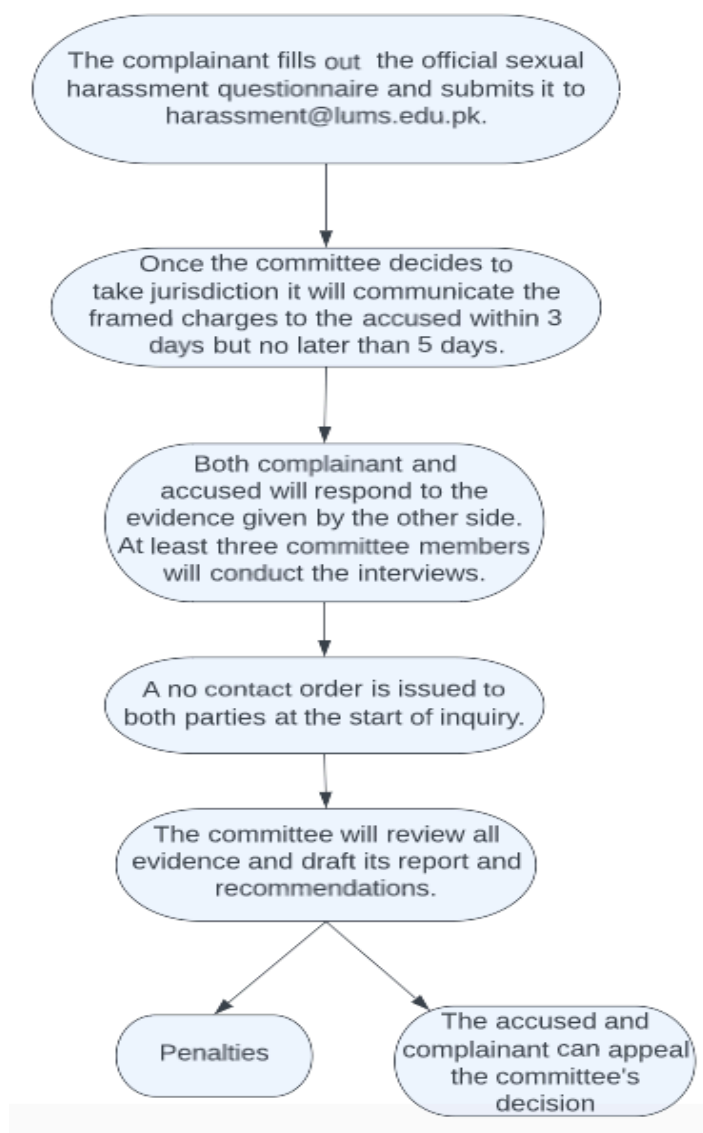 The complainant fills out the official sexual
harassment questionnaire and submits it to
harassment@lums.edu.pk.
Once the committee decides to
take jurisdiction it will communicate the
framed charges to the accused within 3
days but no later than 5 days.
Both complainant and
accused will respond to the
evidence given by the other side.
At least three committee members
will conduct the interviews.
A no contact order is issued to
both parties at the start of inquiry.
The committee will review all
evidence and draft its report and
recommendations.
Penalties
The accused and
complainant can appeal
the committee's
decision